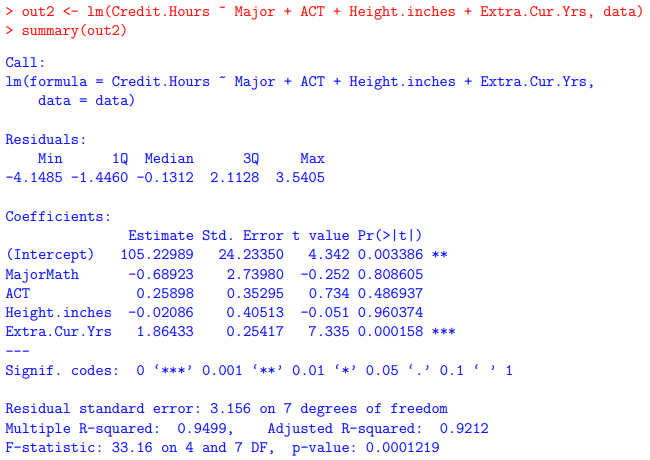 > out2 <- lm(Credit.Hours ~ Major + ACT + Height.inches + Extra.Cur.Yrs, data)
> summary(out2)
Call:
lm(formula = Credit.Hours ~ Major + ACT + Height.inches + Extra.Cur.Yrs,
    data = data)
Residuals:
    Min      1Q  Median      3Q     Max
-4.1485 -1.4460 -0.1312  2.1128  3.5405
Coefficients:
               Estimate Std. Error t value Pr(>|t|)
(Intercept)   105.22989   24.23350   4.342 0.003386 **
MajorMath      -0.68923    2.73980  -0.252 0.808605
ACT             0.25898    0.35295   0.734 0.486937
Height.inches  -0.02086    0.40513  -0.051 0.960374
Extra.Cur.Yrs   1.86433    0.25417   7.335 0.000158 ***
---
Signif. codes:  0 ‘***’ 0.001 ‘**’ 0.01 ‘*’ 0.05 ‘.’ 0.1 ‘ ’ 1
Residual standard error: 3.156 on 7 degrees of freedom
Multiple R-squared:  0.9499,    Adjusted R-squared:  0.9212
F-statistic: 33.16 on 4 and 7 DF,  p-value: 0.0001219